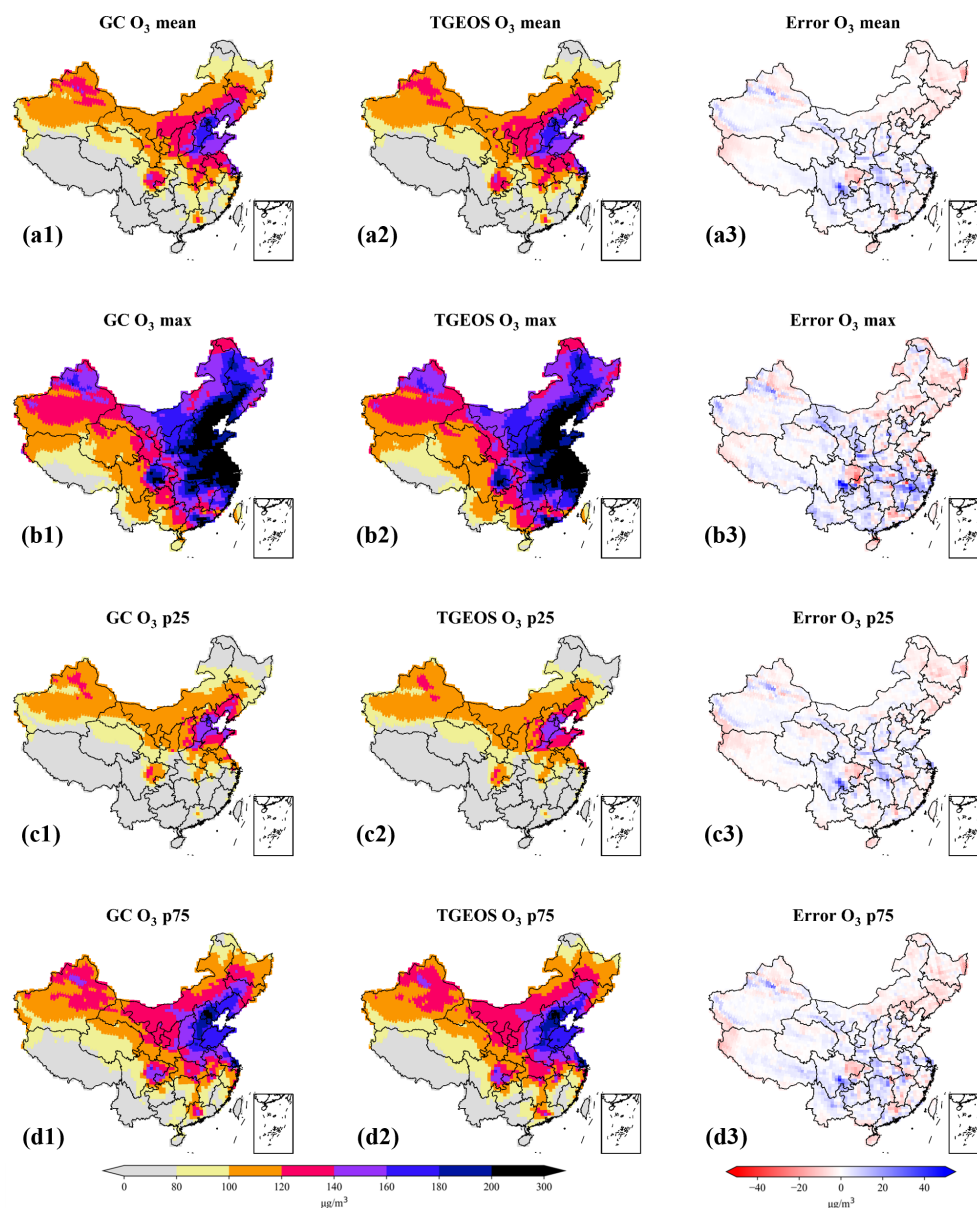 GC O3 mean
TGEOS O3 mean
Error O3 mean
(a1)
(a2)
(a3)
GC O3 max
TGEOS O3 max
Error O3 max
(b1)
(b2)
(b3)
GC O3 p25
TGEOS O3 p25
Error O3 p25
(c1)
(c2)
(c3)
GC O3 p75
TGEOS O3 p75
Error O3 p75
(d1)
(d2)
(d3)
0 80 100 120 140 160 180 200 300
μg/m3
−40 −20 0 20 40
μg/m3